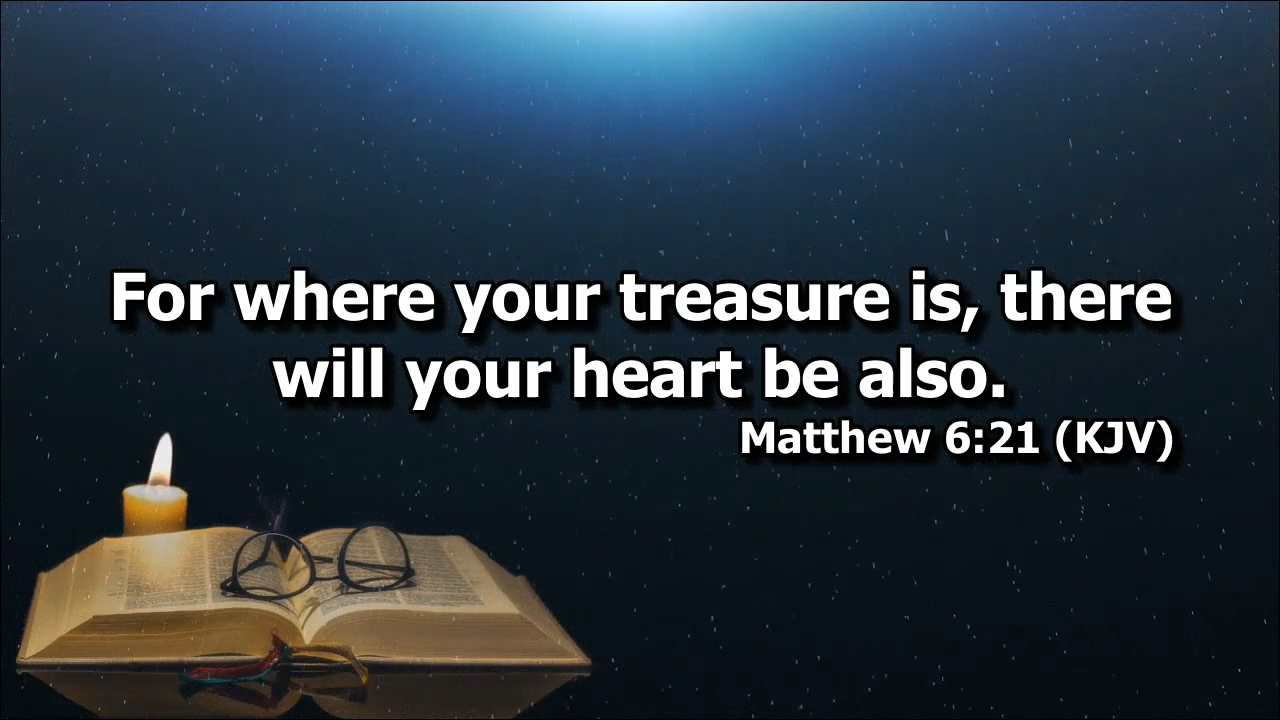 For where your treasure is, there
will your heart be also.
Matthew 6:21 (KJV)